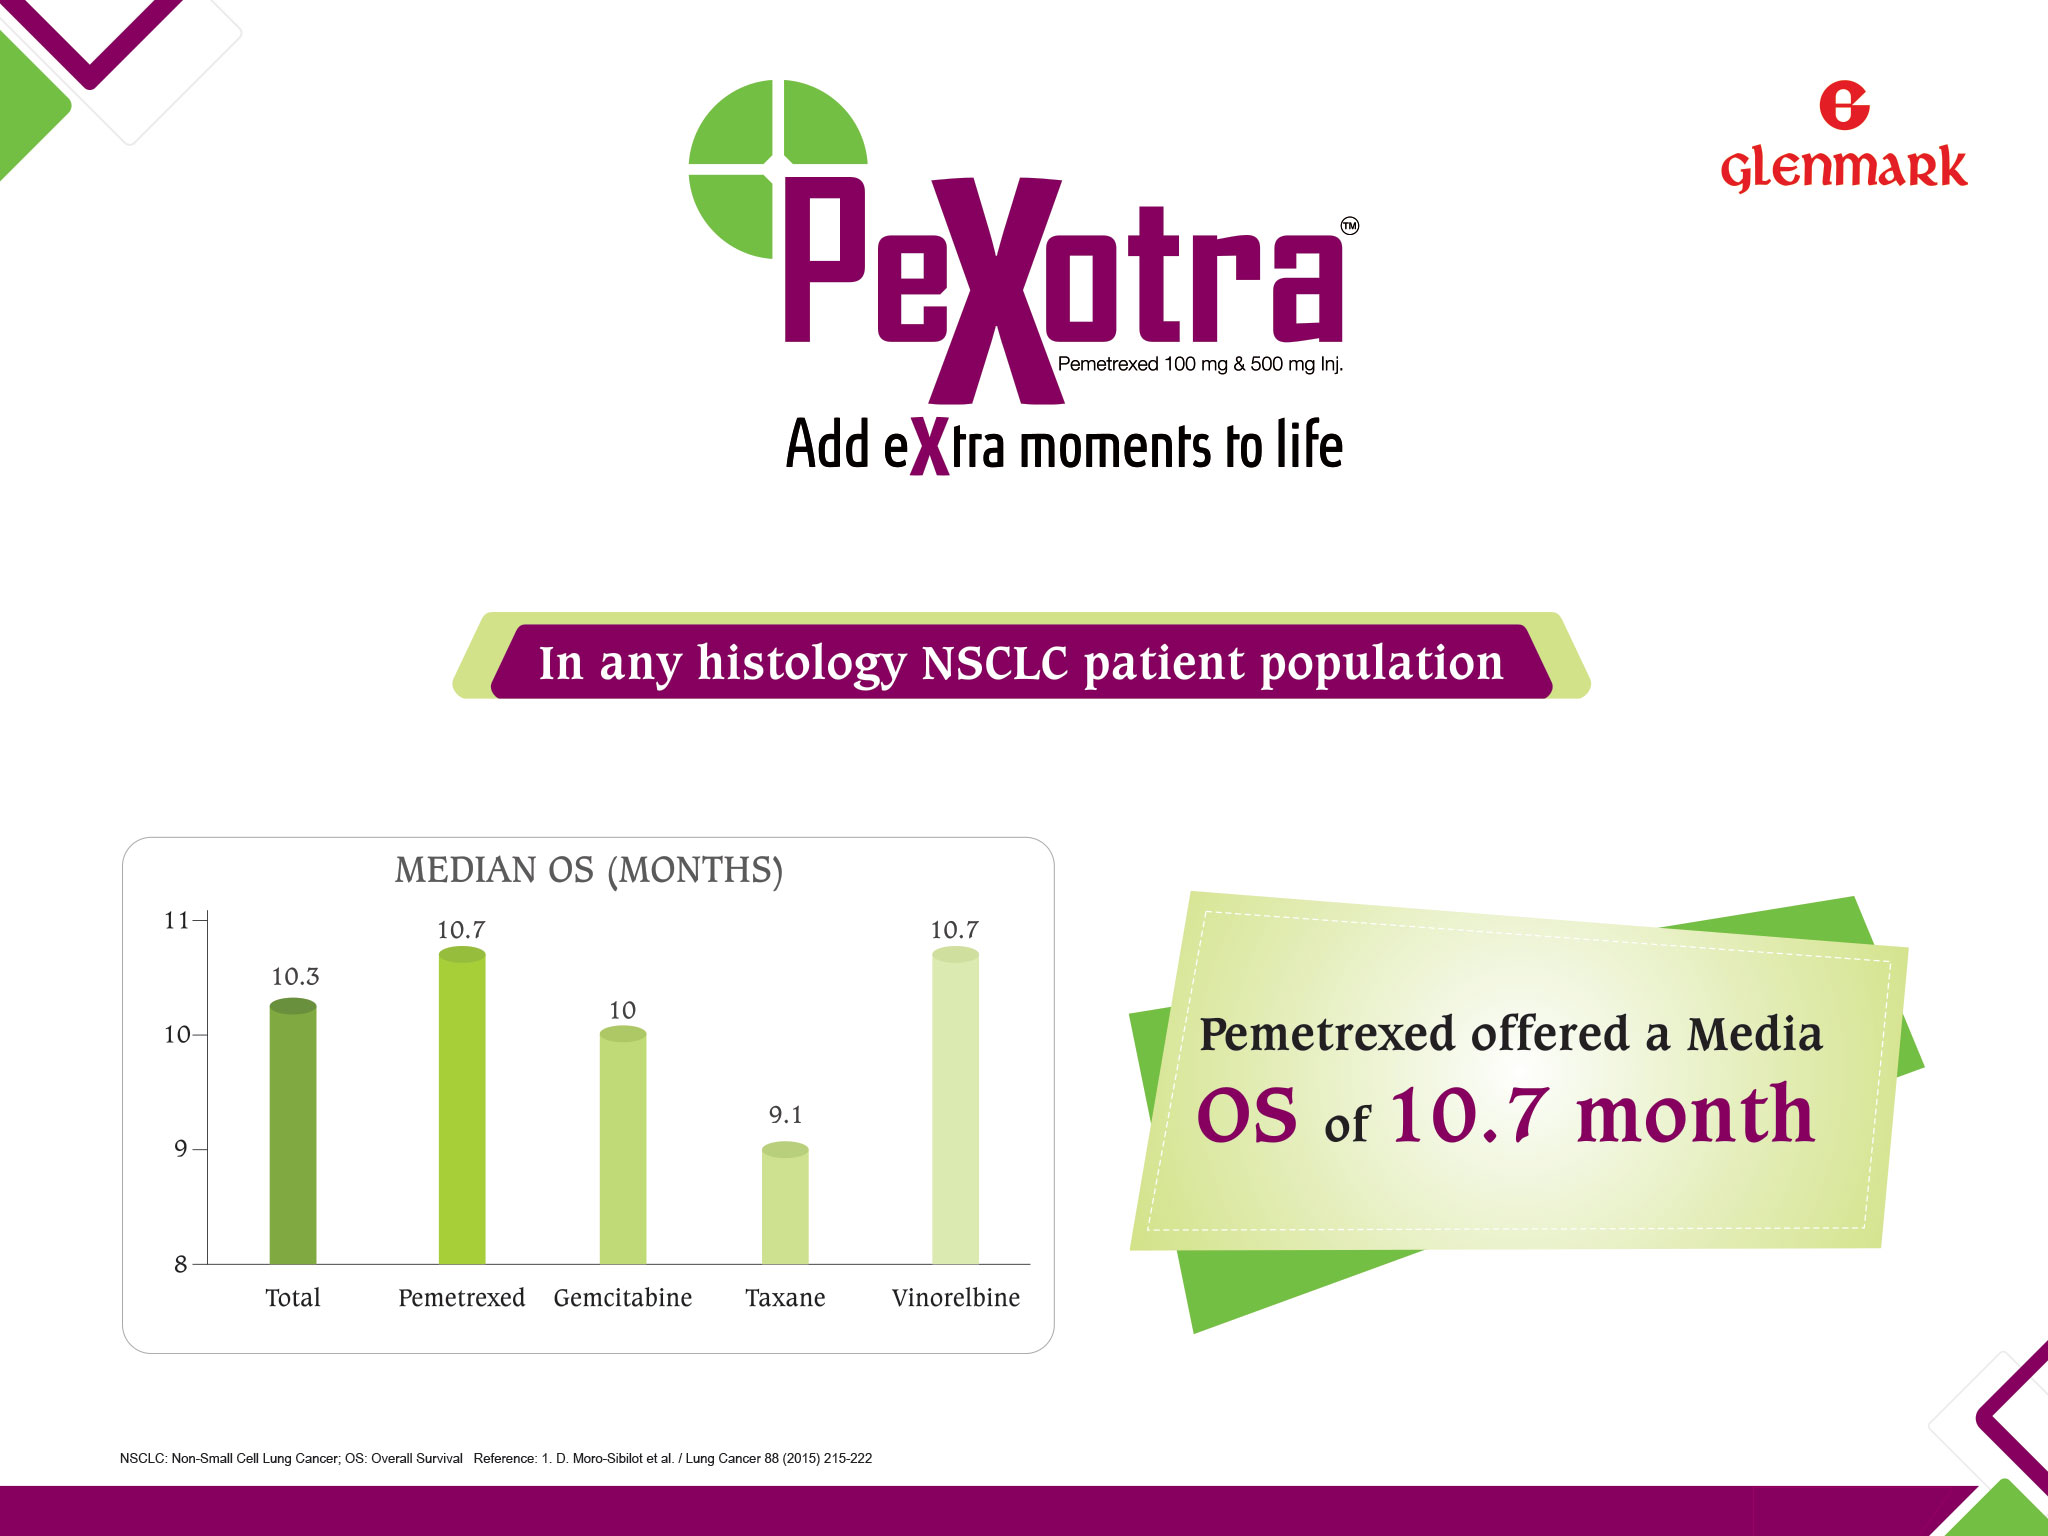 GLENMARK
PeXotra™
Pemetrexed 100 mg & 500 mg Inj.
Add eXtra moments to life
In any histology NSCLC patient population
MEDIAN OS (MONTHS)
11
10
9
8
10.3
10.7
10
9.1
10.7
Total
Pemetrexed
Gemcitabine
Taxane
Vinorelbine
Pemetrexed offered a Media
OS of 10.7 month
NSCLC: Non-Small Cell Lung Cancer; OS: Overall Survival Reference: 1. D. Moro-Sibilot et al. / Lung Cancer 88 (2015) 215-222